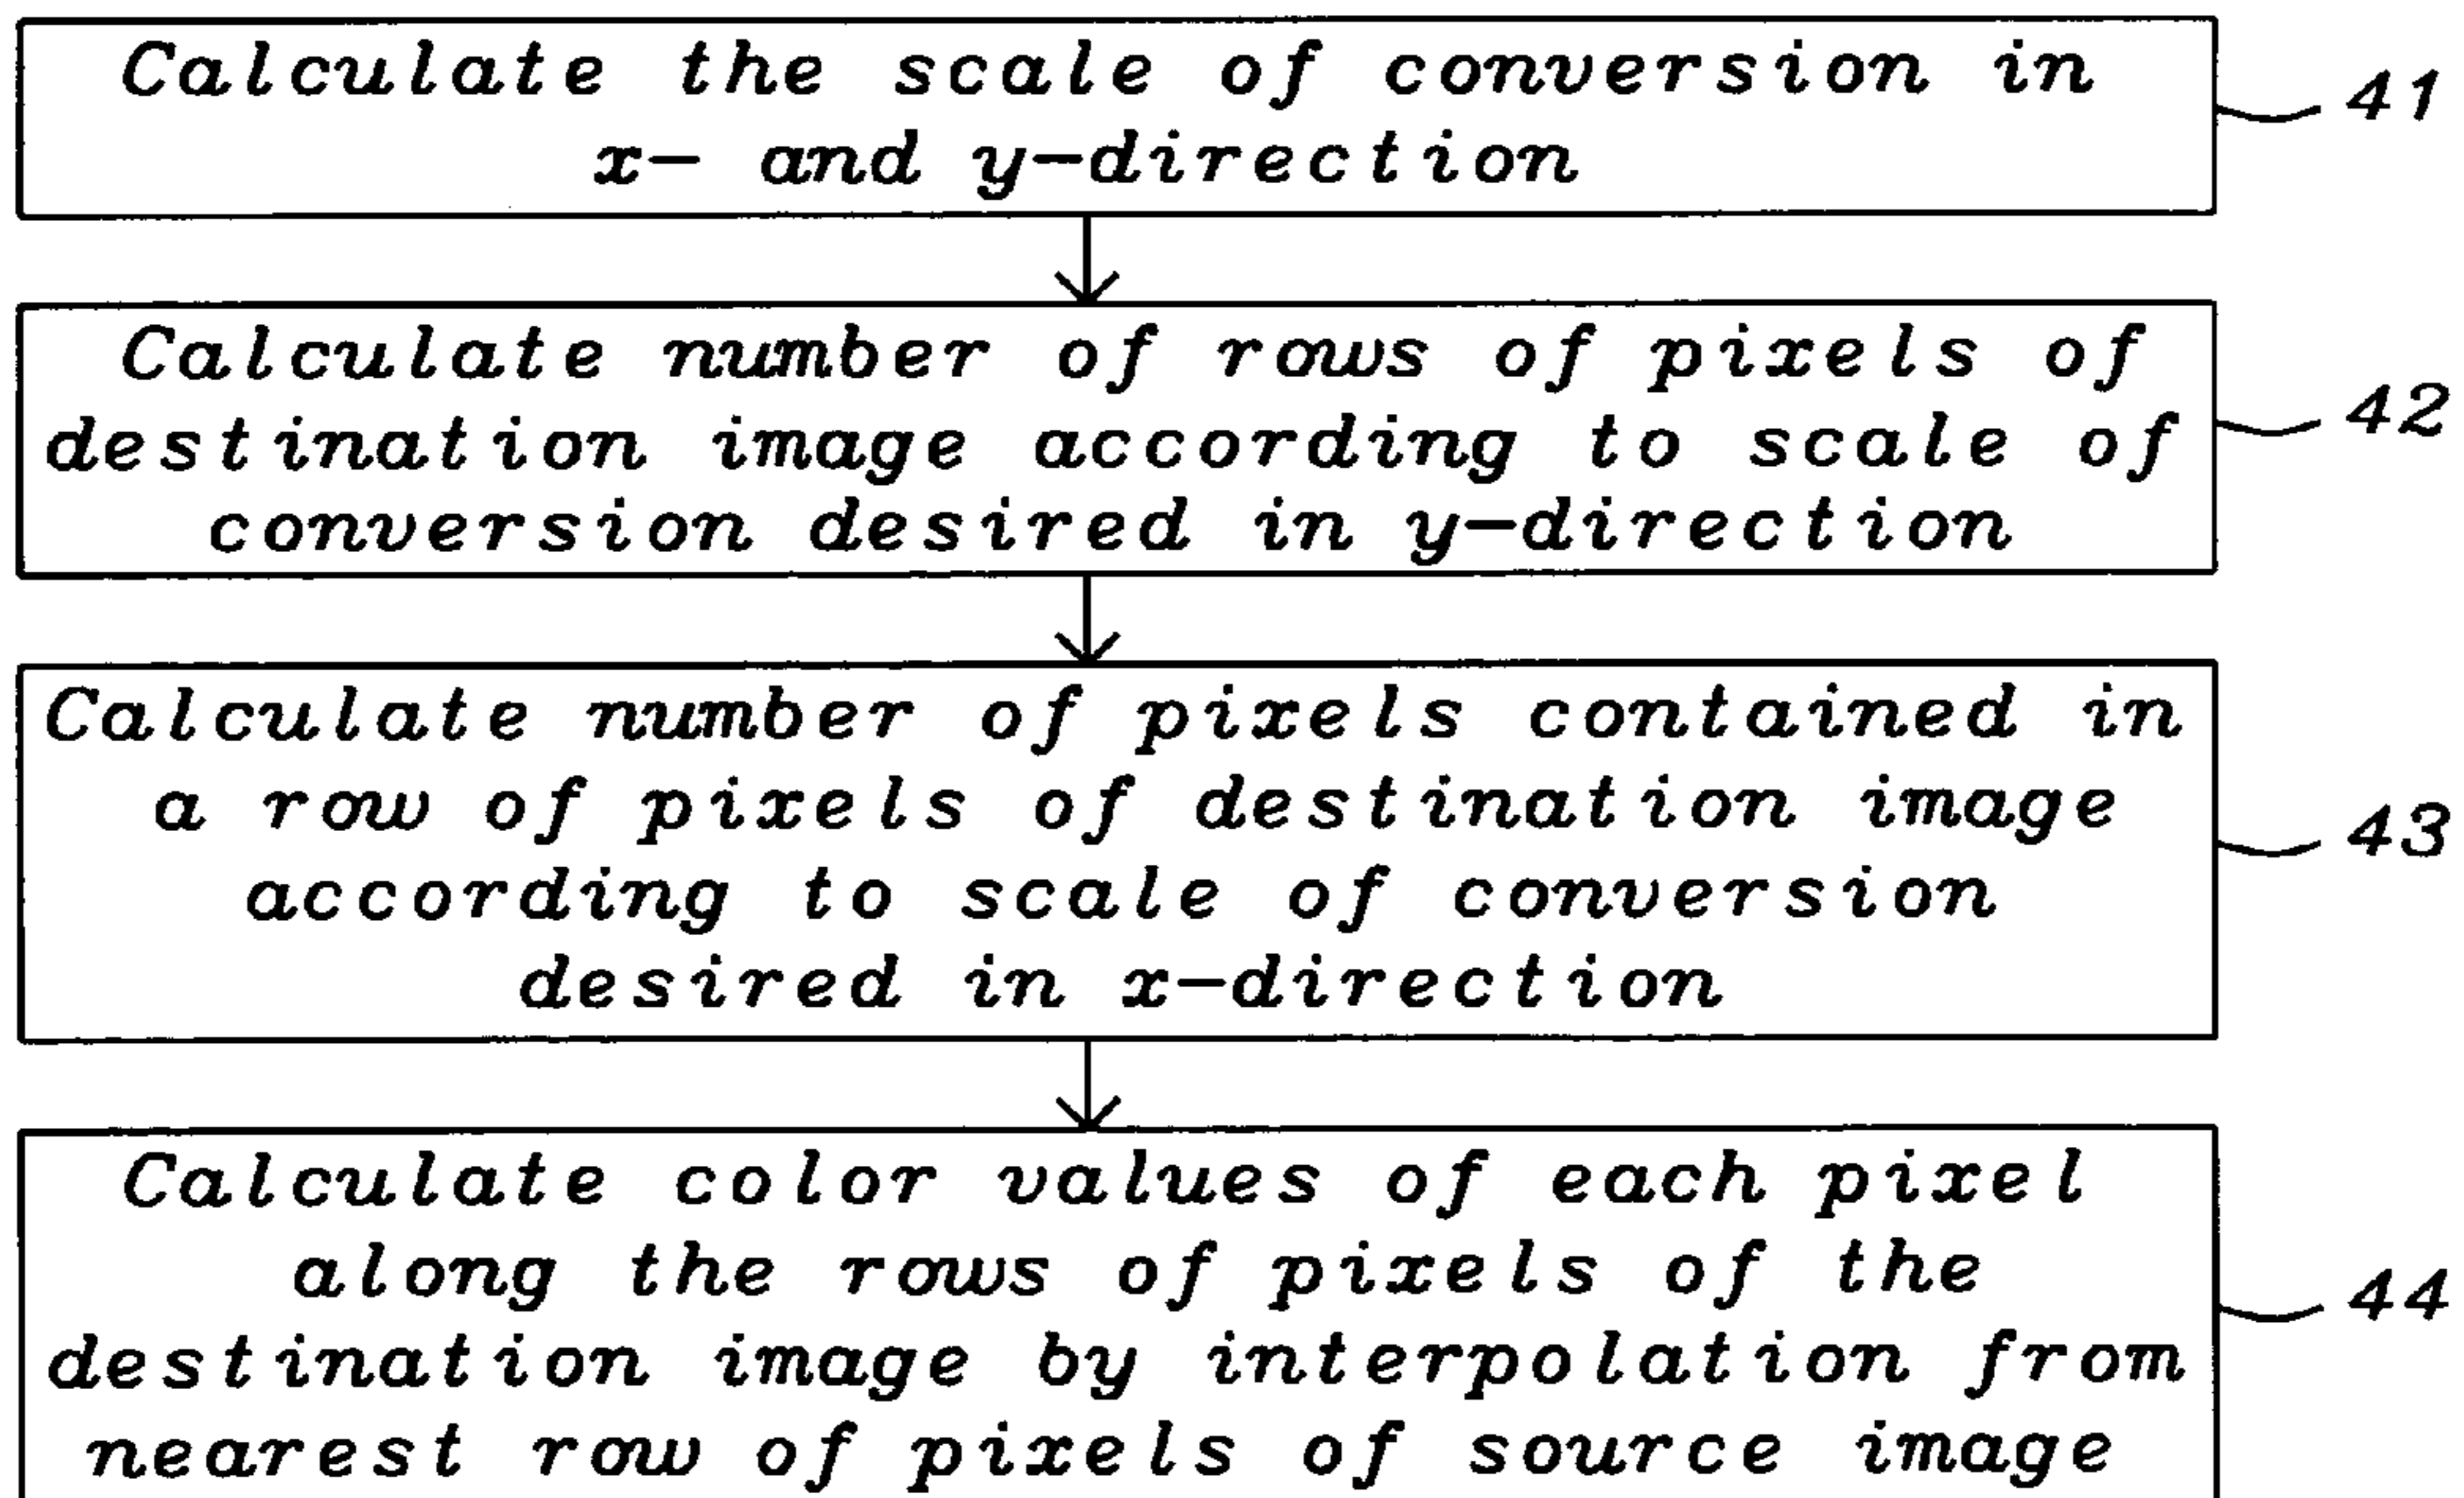 Calculate the scale of conversion in
x- and y-direction
41
Calculate number of rows of pixels of
destination image according to scale of
conversion desired in y-direction
42
Calculate number of pixels contained in
a row of pixels of destination image
according to scale of conversion
desired in x-direction
43
Calculate color values of each pixel
along the rows of pixels of the
destination image by interpolation from
nearest row of pixels of source image
44